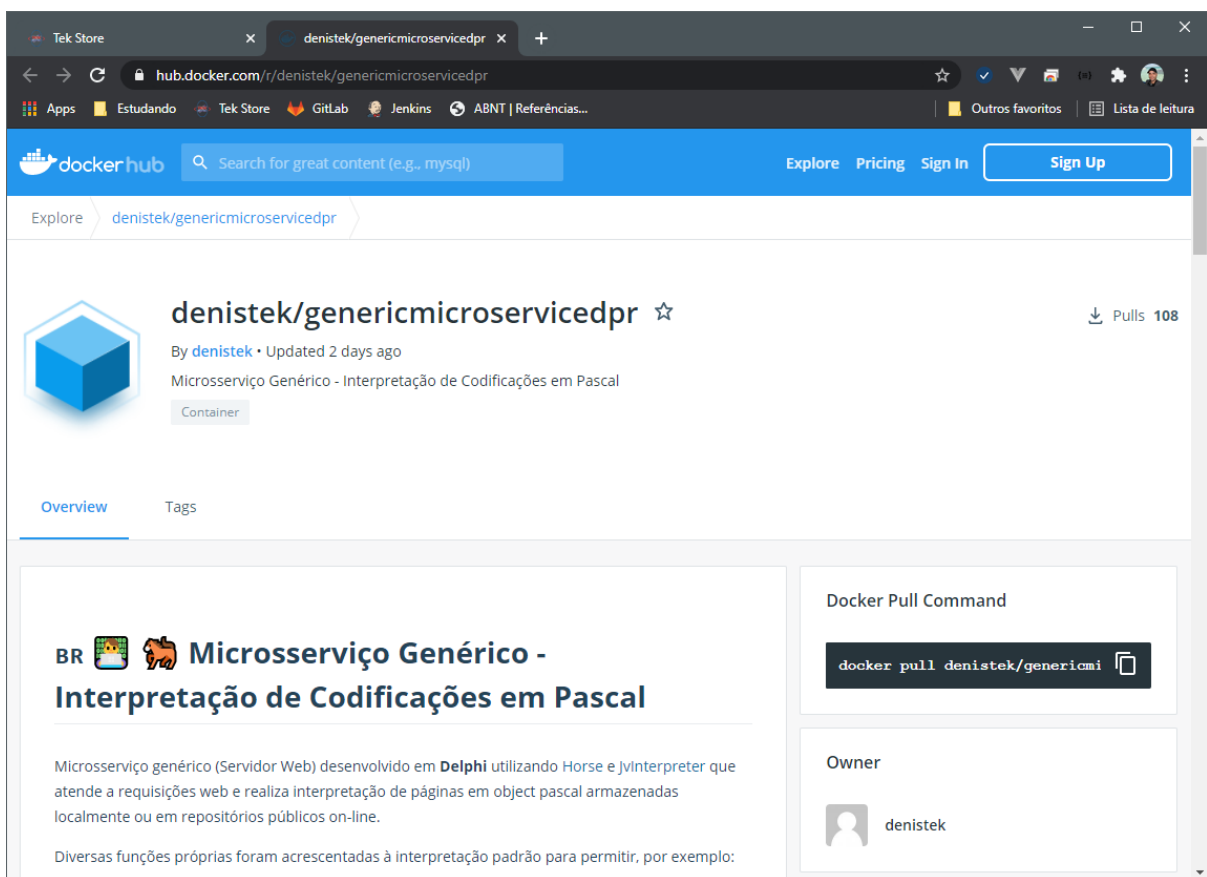 Tek Store
denistek/genericmicroservicedpr
hub.docker.com/r/denistek/genericmicroservicedpr
Apps Estudando Tek Store GitLab Jenkins ABNT | Referências... Outros favoritos Lista de leitura
dockerhub Search for great content (e.g., mysql) Explore Pricing Sign In Sign Up
Explore denistek/genericmicroservicedpr
denistek/genericmicroservicedpr Pulls 108
By denistek • Updated 2 days ago
Microsserviço Genérico - Interpretação de Codificações em Pascal
Container
Overview Tags
BR Microsserviço Genérico -
Interpretação de Codificações em Pascal
Microsserviço genérico (Servidor Web) desenvolvido em Delphi utilizando Horse e JvInterpreter que
atende a requisições web e realiza interpretação de páginas em object pascal armazenadas
localmente ou em repositórios públicos on-line.
Diversas funções próprias foram acrescentadas à interpretação padrão para permitir, por exemplo:
Docker Pull Command
docker pull denistek/genericmi
Owner
denistek